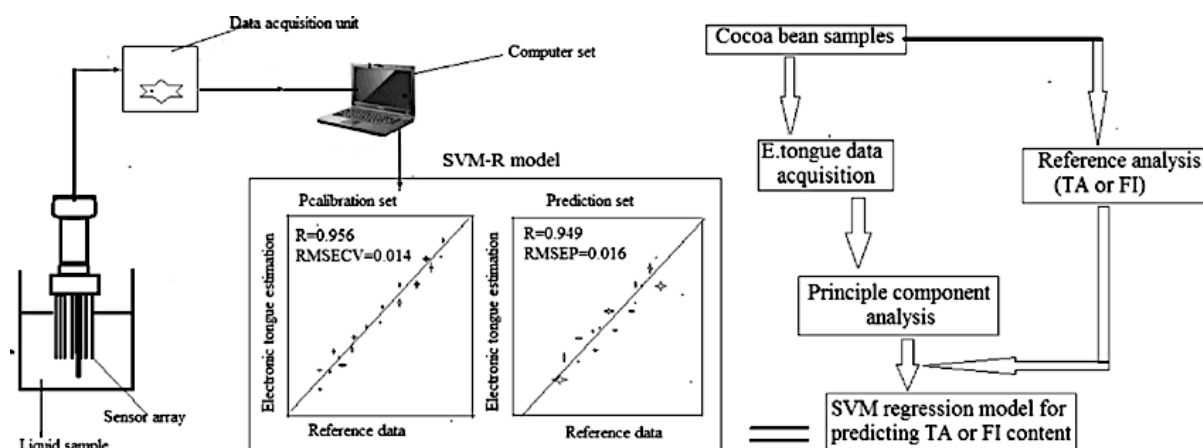 Data acquisition unit
Computer set
SVM-R model
Pcalibration set
R=0.956
RMSECV=0.014
Electronic tongue estimation
Reference data
Prediction set
R=0.949
RMSEP=0.016
Electronic tongue estimation
Reference data
Sensor array
Liquid sample
Cocoa bean samples
E.tongue data
acquisition
Reference analysis
(TA or FI)
Principle component
analysis
SVM regression model for
predicting TA or FI content